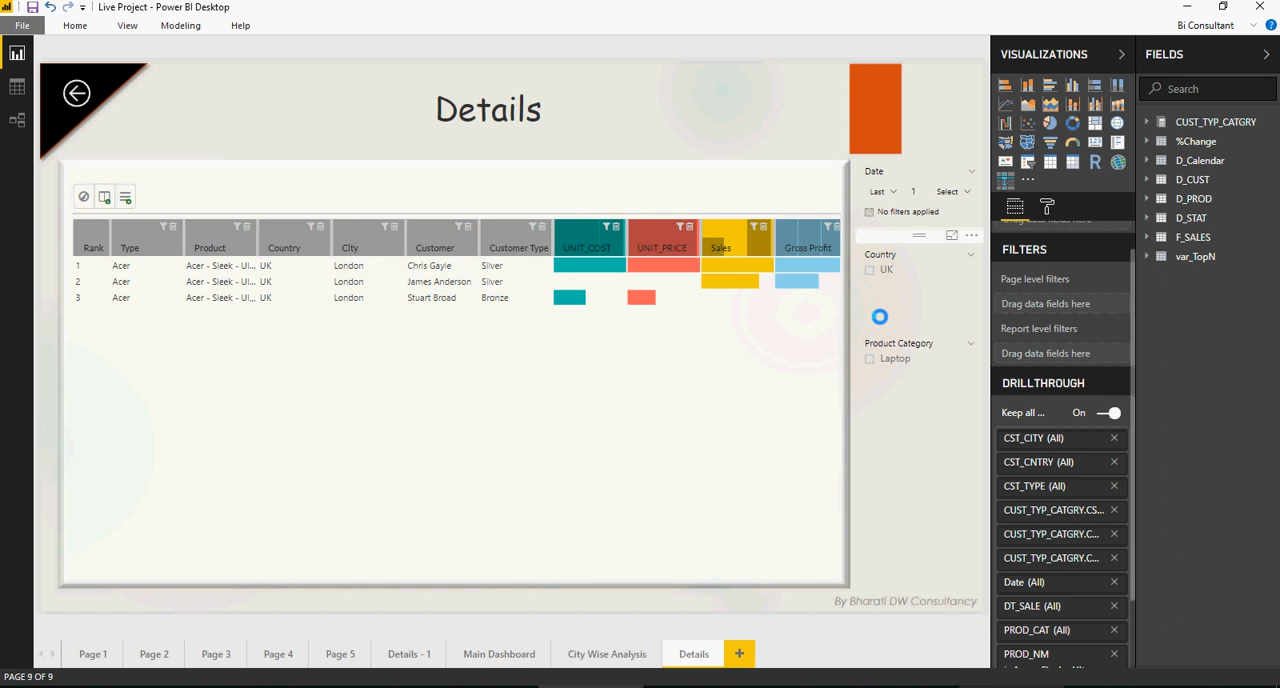 Live Project - Power BI Desktop
File Home View Modeling Help
Bi Consultant
VISUALIZATIONS
FIELDS
Details
Search
Date
Last 1 Select
No filters applied
Rank Type Product Country City Customer Customer Type UNIT_COST UNIT_PRICE Sales Gross Profit
1 Acer Acer - Sleek - Ul... UK London Chris Gayle Silver
2 Acer Acer - Sleek - Ul... UK London James Anderson Silver
3 Acer Acer - Sleek - Ul... UK London Stuart Broad Bronze
Country
UK
Product Category
Laptop
By Bharati DW Consultancy
R
FILTERS
Page level filters
Drag data fields here
Report level filters
Drag data fields here
DRILLTHROUGH
Keep all ... On
CST_CITY (All)
CST_CNTRY (All)
CST_TYPE (All)
CUST_TYP_CATGRY.CS...
CUST_TYP_CATGRY.C...
CUST_TYP_CATGRY.C...
Date (All)
DT_SALE (All)
PROD_CAT (All)
PROD_NM
CUST_TYP_CATGRY
%Change
D_Calendar
D_CUST
D_PROD
D_STAT
F_SALES
var_TopN
Page 1 Page 2 Page 3 Page 4 Page 5 Details - 1 Main Dashboard City Wise Analysis Details +
PAGE 9 OF 9